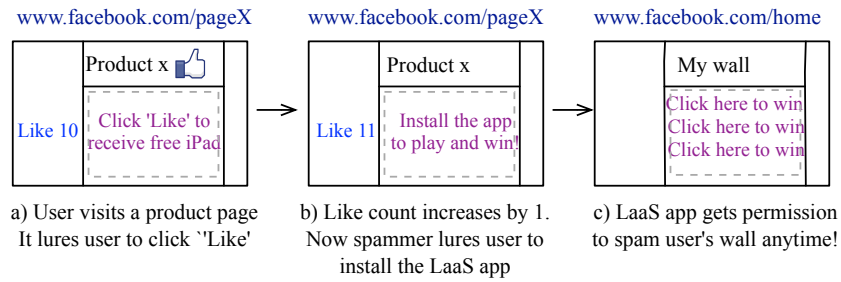 www.facebook.com/pageX
Product x
Like 10
Click 'Like' to
receive free iPad
a) User visits a product page
It lures user to click `'Like'
www.facebook.com/pageX
Product x
Like 11
Install the app
to play and win!
b) Like count increases by 1.
Now spammer lures user to
install the LaaS app
www.facebook.com/home
My wall
Click here to win
Click here to win
Click here to win
c) LaaS app gets permission
to spam user's wall anytime!